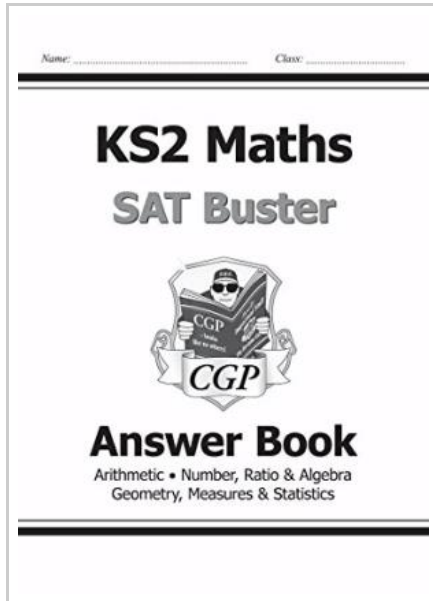 Name: ........................................ Class: ............................
KS2 Maths
SAT Buster
CGP
CGP
Answer Book
Arithmetic • Number, Ratio & Algebra
Geometry, Measures & Statistics